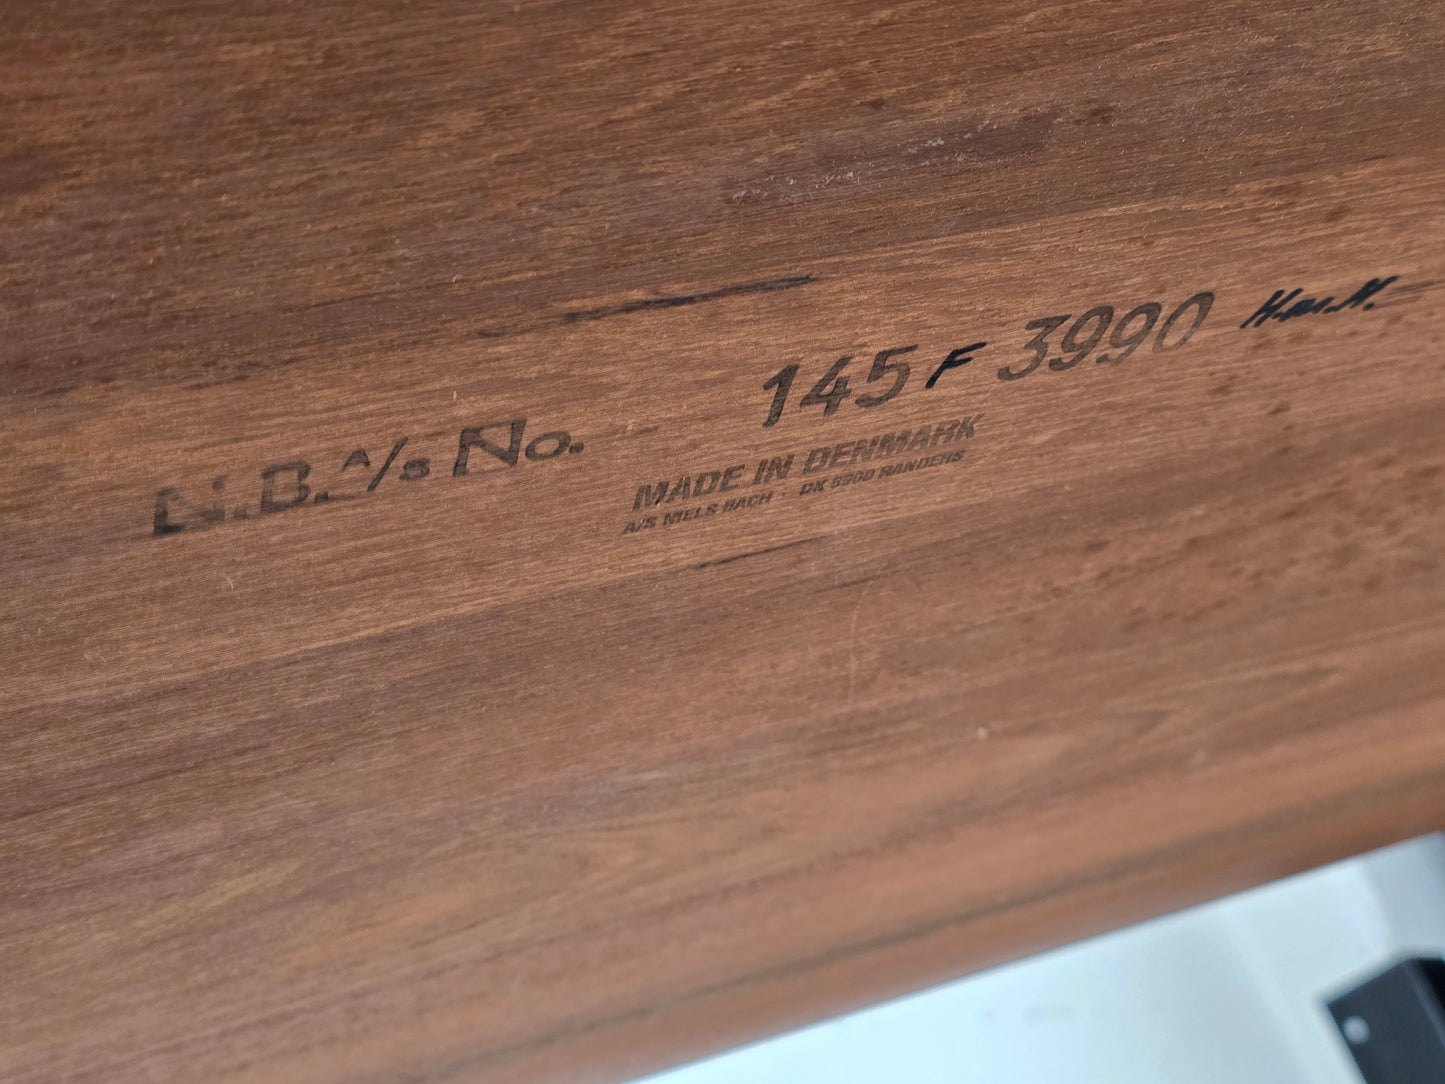 N.B. A/S No. 145 F 3990
MADE IN DENMARK
A/S NIELS BACH · DK 8900 RANDERS